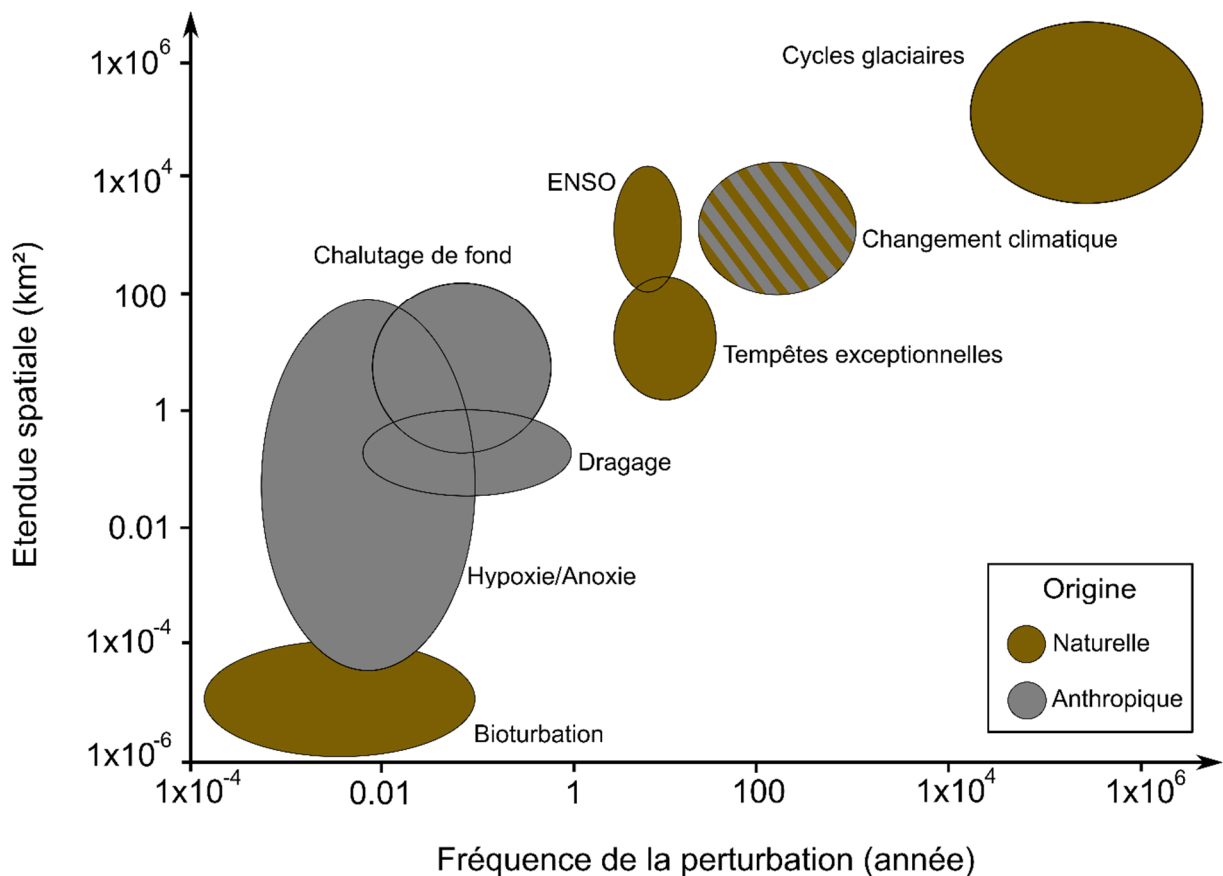 Cycles glaciaires
1x10⁶
ENSO
1x10⁴
Changement climatique
Chalutage de fond
100
Tempêtes exceptionnelles
1
Dragage
0.01
Hypoxie/Anoxie
Etendue spatiale (km²)
Origine
Naturelle
Anthropique
1x10⁻⁴
Bioturbation
1x10⁻⁶
1x10⁻⁴
0.01
1
100
1x10⁴
1x10⁶
Fréquence de la perturbation (année)